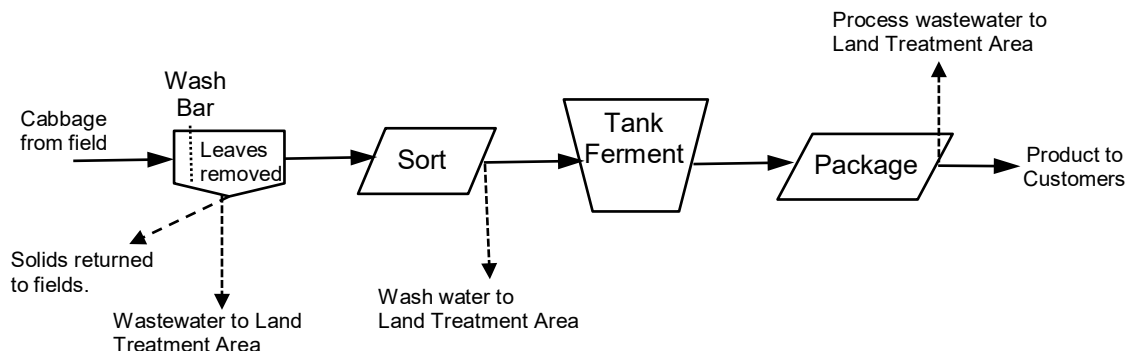 Process wastewater to
Land Treatment Area
Wash
Bar
Cabbage
from field
Leaves
removed
Sort
Tank
Ferment
Package
Product to
Customers
Solids returned
to fields.
Wastewater to Land
Treatment Area
Wash water to
Land Treatment Area